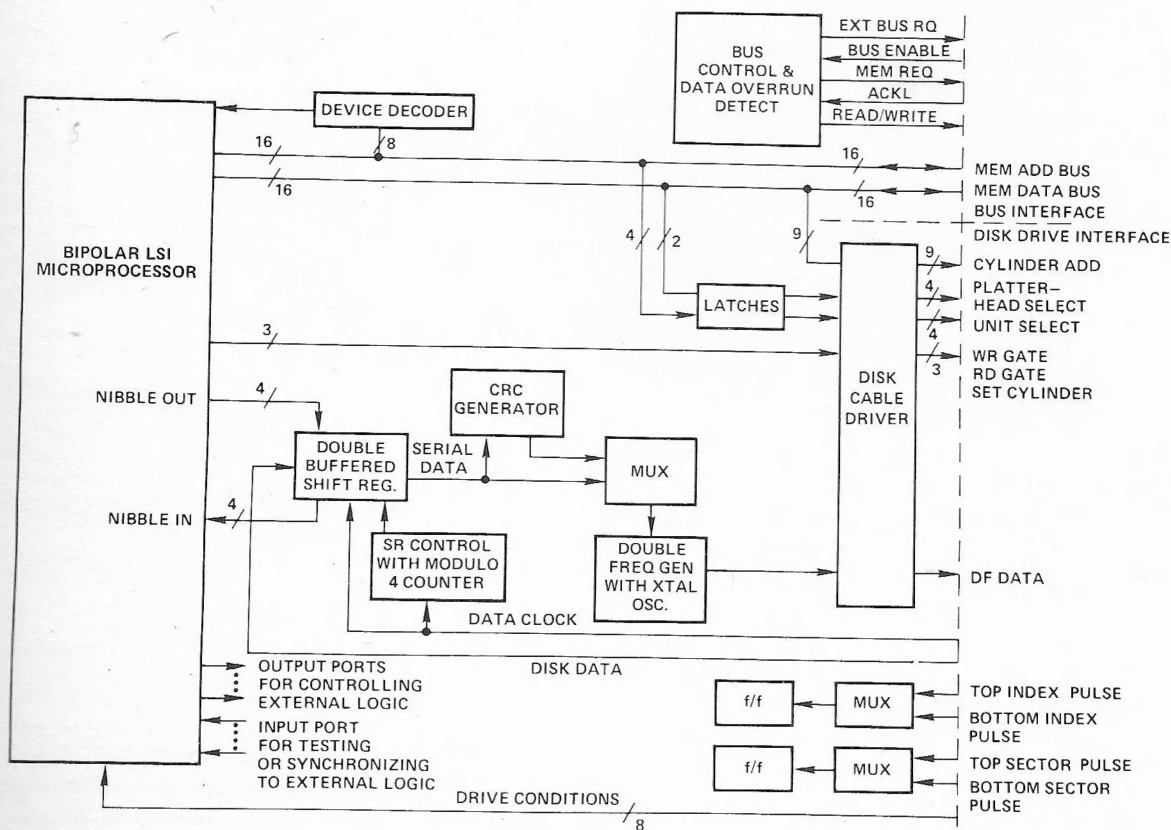 EXT BUS RQ
BUS ENABLE
MEM REQ
ACKL
READ/WRITE
BUS
CONTROL &
DATA OVERRUN
DETECT
DEVICE DECODER
8
16
16
16
16
MEM ADD BUS
MEM DATA BUS
BUS INTERFACE
DISK DRIVE INTERFACE
BIPOLAR LSI
MICROPROCESSOR
4
2
9
LATCHES
9
CYLINDER ADD
4
PLATTER–
HEAD SELECT
UNIT SELECT
4
WR GATE
3
RD GATE
SET CYLINDER
3
DISK
CABLE
DRIVER
NIBBLE OUT
4
CRC
GENERATOR
DOUBLE
BUFFERED
SHIFT REG.
SERIAL
DATA
MUX
NIBBLE IN
4
SR CONTROL
WITH MODULO
4 COUNTER
DOUBLE
FREQ GEN
WITH XTAL
OSC.
DF DATA
DATA CLOCK
DISK DATA
OUTPUT PORTS
FOR CONTROLLING
EXTERNAL LOGIC
INPUT PORT
FOR TESTING
OR SYNCHRONIZING
TO EXTERNAL LOGIC
f/f
MUX
TOP INDEX PULSE
BOTTOM INDEX
PULSE
f/f
MUX
TOP SECTOR PULSE
BOTTOM SECTOR
PULSE
DRIVE CONDITIONS
8